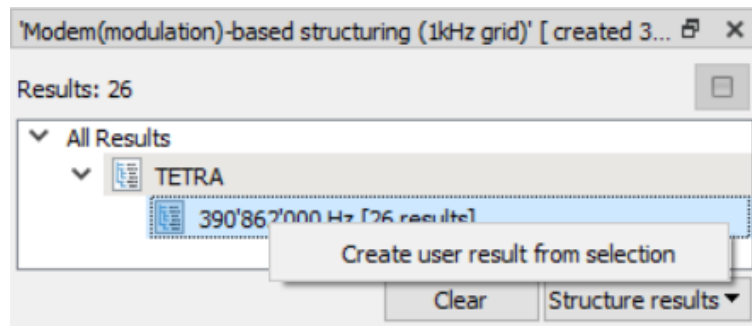 'Modem(modulation)-based structuring (1kHz grid)' [ created 3...
Results: 26
All Results
TETRA
390'862'000 Hz [26 results]
Create user result from selection
Clear
Structure results